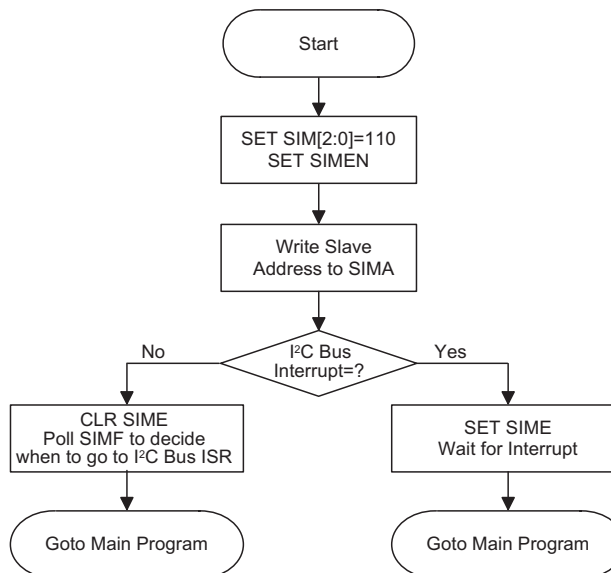 Start
SET SIM[2:0]=110
SET SIMEN
Write Slave
Address to SIMA
I²C Bus
Interrupt=?
No
Yes
CLR SIME
Poll SIMF to decide
when to go to I²C Bus ISR
SET SIME
Wait for Interrupt
Goto Main Program
Goto Main Program